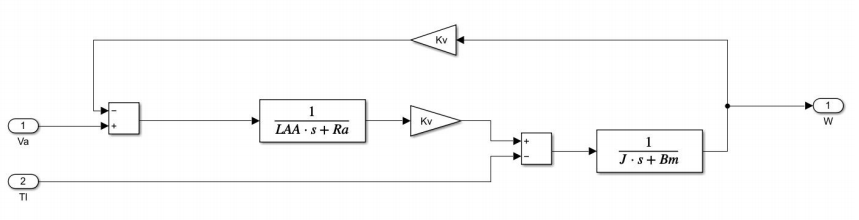 Kv
−
+
1
Va
1
LAA · s + Ra
Kv
+
−
1
J · s + Bm
1
W
2
Tl